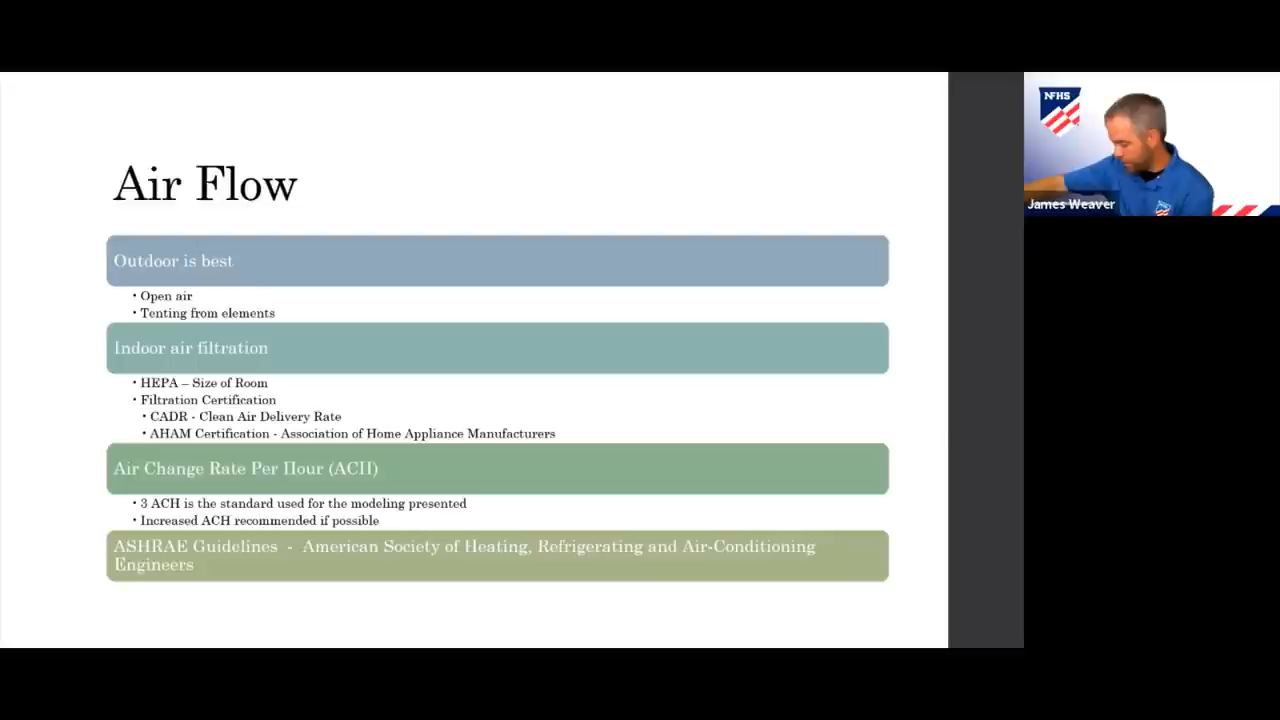 Air Flow
Outdoor is best
• Open air
• Tenting from elements
Indoor air filtration
• HEPA – Size of Room
• Filtration Certification
• CADR - Clean Air Delivery Rate
• AHAM Certification - Association of Home Appliance Manufacturers
Air Change Rate Per Hour (ACH)
• 3 ACH is the standard used for the modeling presented
• Increased ACH recommended if possible
ASHRAE Guidelines - American Society of Heating, Refrigerating and Air-Conditioning
Engineers
NFHS
James Weaver